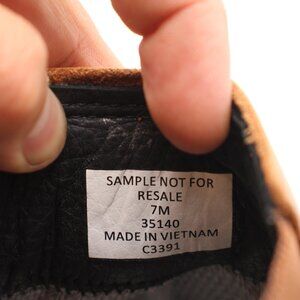 SAMPLE NOT FOR
RESALE
7M
35140
MADE IN VIETNAM
C3391